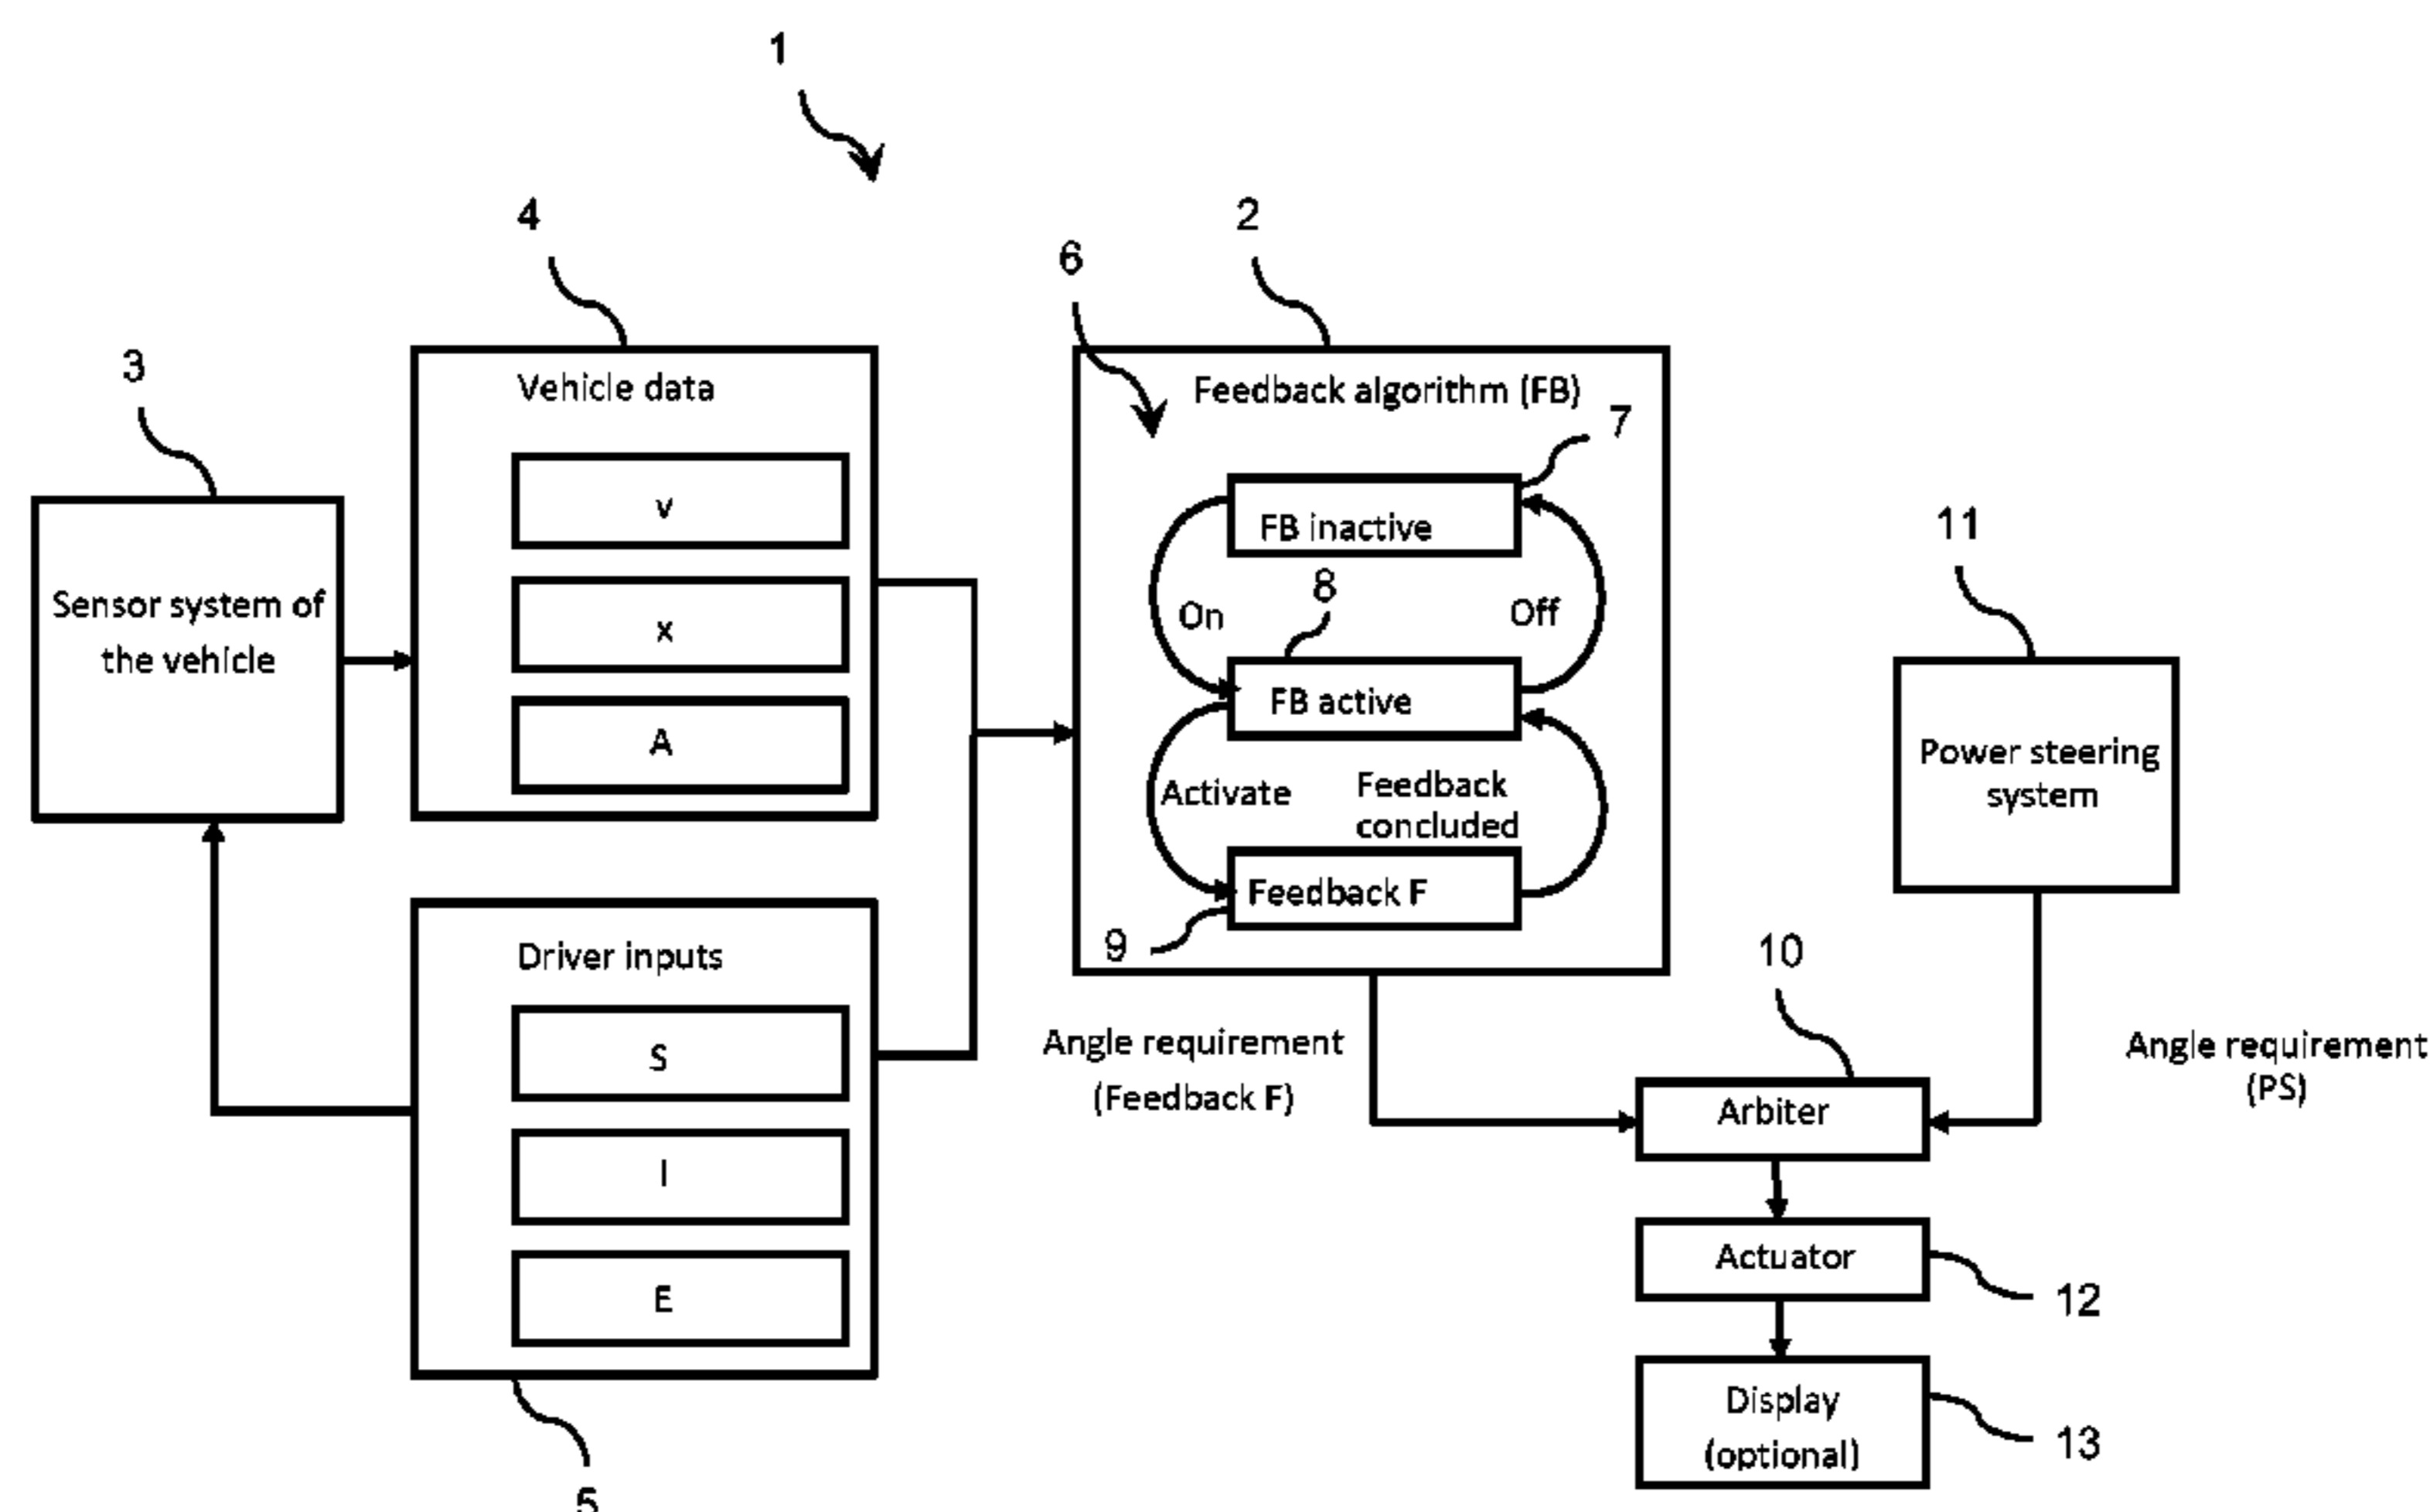 1
4
2
6
3
Vehicle data
Feedback algorithm (FB)
7
v
FB inactive
11
8
Sensor system of
the vehicle
x
On
Off
FB active
A
Power steering
system
Activate
Feedback
concluded
Feedback F
9
10
Driver inputs
S
Angle requirement
(Feedback F)
Angle requirement
(PS)
Arbiter
I
Actuator
12
E
Display
(optional)
13
5